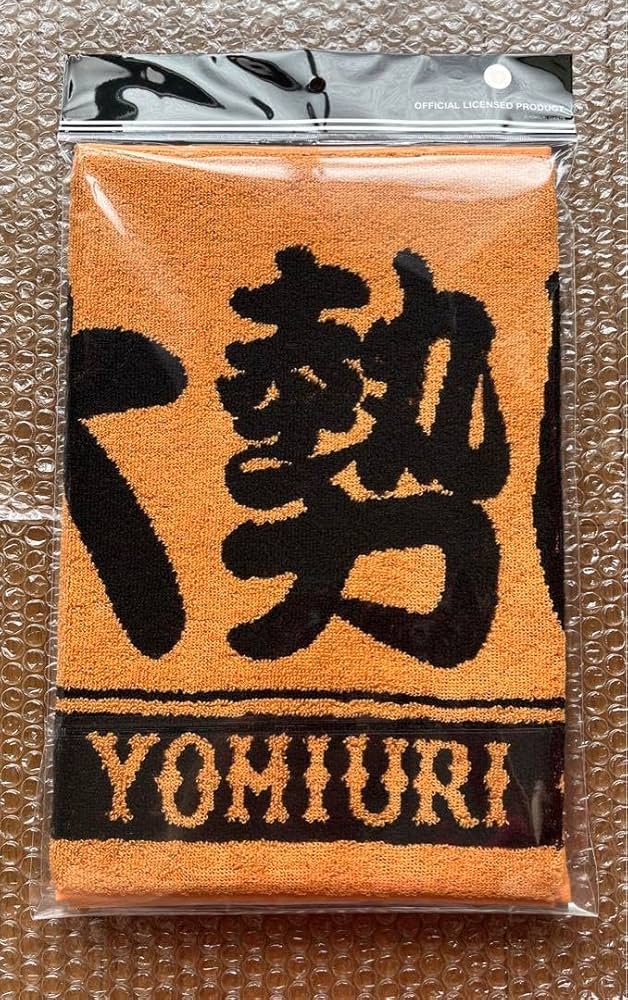 OFFICIAL LICENSED PRODUCT
勢
YOMIURI